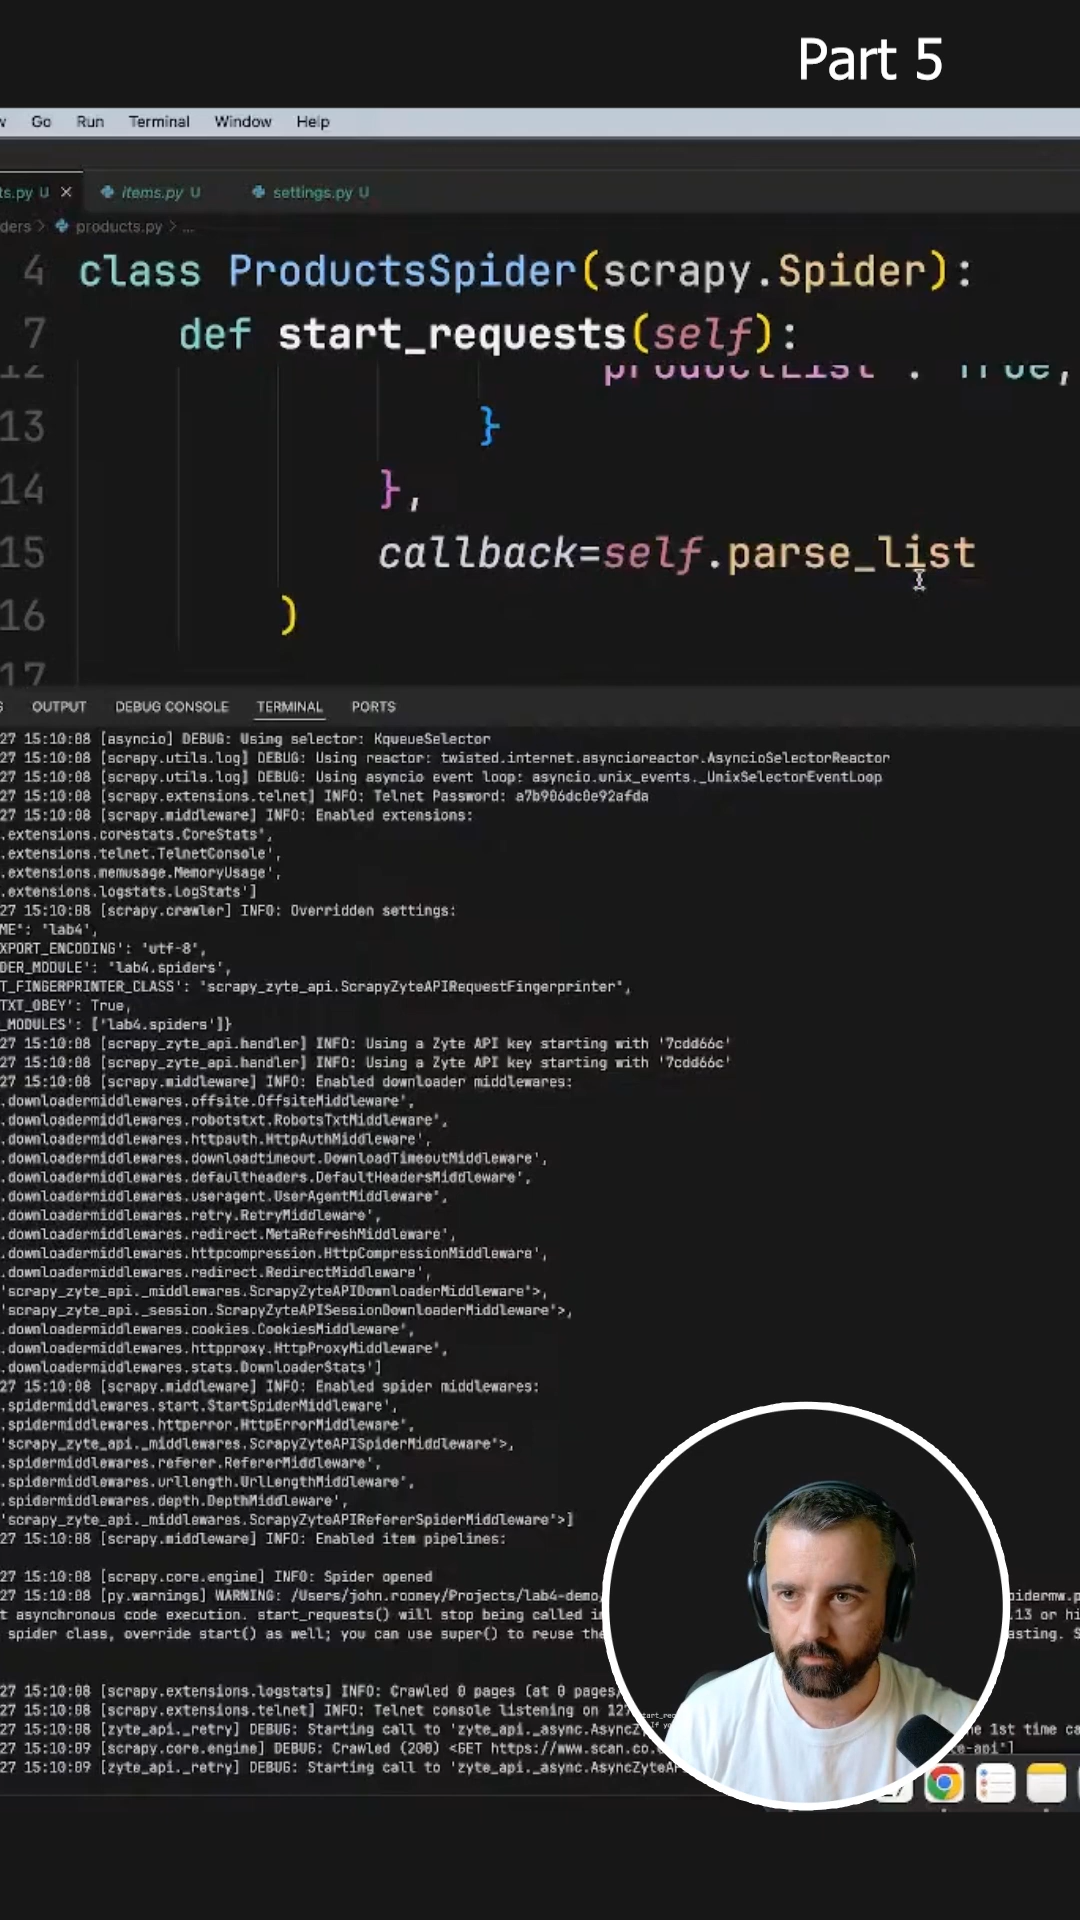 Part 5
Go Run Terminal Window Help
ts.py U × items.py U settings.py U
ders > products.py > ...
4 class ProductsSpider(scrapy.Spider):
7 def start_requests(self):
12 productList : True,
13 }
14 },
15 callback=self.parse_list
16 )
17
OUTPUT DEBUG CONSOLE TERMINAL PORTS
27 15:10:08 [asyncio] DEBUG: Using selector: KqueueSelector
27 15:10:08 [scrapy.utils.log] DEBUG: Using reactor: twisted.internet.asyncioreactor.AsyncioSelectorReactor
27 15:10:08 [scrapy.utils.log] DEBUG: Using asyncio event loop: asyncio.unix_events._UnixSelectorEventLoop
27 15:10:08 [scrapy.extensions.telnet] INFO: Telnet Password: a7b906dc0e92afda
27 15:10:08 [scrapy.middleware] INFO: Enabled extensions:
.extensions.corestats.CoreStats',
.extensions.telnet.TelnetConsole',
.extensions.memusage.MemoryUsage',
.extensions.logstats.LogStats']
27 15:10:08 [scrapy.crawler] INFO: Overridden settings:
ME': 'lab4',
XPORT_ENCODING': 'utf-8',
DER_MODULE': 'lab4.spiders',
T_FINGERPRINTER_CLASS': 'scrapy_zyte_api.ScrapyZyteAPIRequestFingerprinter',
TXT_OBEY': True,
_MODULES': ['lab4.spiders']}
27 15:10:08 [scrapy_zyte_api.handler] INFO: Using a Zyte API key starting with '7cdd66c'
27 15:10:08 [scrapy_zyte_api.handler] INFO: Using a Zyte API key starting with '7cdd66c'
27 15:10:08 [scrapy.middleware] INFO: Enabled downloader middlewares:
.downloadermiddlewares.offsite.OffsiteMiddleware',
.downloadermiddlewares.robotstxt.RobotsTxtMiddleware',
.downloadermiddlewares.httpauth.HttpAuthMiddleware',
.downloadermiddlewares.downloadtimeout.DownloadTimeoutMiddleware',
.downloadermiddlewares.defaultheaders.DefaultHeadersMiddleware',
.downloadermiddlewares.useragent.UserAgentMiddleware',
.downloadermiddlewares.retry.RetryMiddleware',
.downloadermiddlewares.redirect.MetaRefreshMiddleware',
.downloadermiddlewares.httpcompression.HttpCompressionMiddleware',
.downloadermiddlewares.redirect.RedirectMiddleware',
'scrapy_zyte_api._middlewares.ScrapyZyteAPIDownloaderMiddleware'>,
'scrapy_zyte_api._session.ScrapyZyteAPISessionDownloaderMiddleware'>,
.downloadermiddlewares.cookies.CookiesMiddleware',
.downloadermiddlewares.httpproxy.HttpProxyMiddleware',
.downloadermiddlewares.stats.DownloaderStats']
27 15:10:08 [scrapy.middleware] INFO: Enabled spider middlewares:
.spidermiddlewares.start.StartSpiderMiddleware',
.spidermiddlewares.httperror.HttpErrorMiddleware',
'scrapy_zyte_api._middlewares.ScrapyZyteAPISpiderMiddleware'>,
.spidermiddlewares.referer.RefererMiddleware',
.spidermiddlewares.urllength.UrlLengthMiddleware',
.spidermiddlewares.depth.DepthMiddleware',
'scrapy_zyte_api._middlewares.ScrapyZyteAPIRefererSpiderMiddleware'>]
27 15:10:08 [scrapy.middleware] INFO: Enabled item pipelines:
27 15:10:08 [scrapy.core.engine] INFO: Spider opened
27 15:10:08 [py.warnings] WARNING: /Users/john.rooney/Projects/lab4-demo/ pidermw.p
t asynchronous code execution. start_requests() will stop being called i .13 or hi
spider class, override start() as well; you can use super() to reuse the asting. S
27 15:10:08 [scrapy.extensions.logstats] INFO: Crawled 0 pages (at 0 pages/
27 15:10:08 [scrapy.extensions.telnet] INFO: Telnet console listening on 127
27 15:10:08 [zyte_api._retry] DEBUG: Starting call to 'zyte_api._async.AsyncZ he 1st time ca
27 15:10:09 [scrapy.core.engine] DEBUG: Crawled (200) <GET https://www.scan.co. te-api"]
27 15:10:09 [zyte_api._retry] DEBUG: Starting call to 'zyte_api._async.AsyncZyteAP